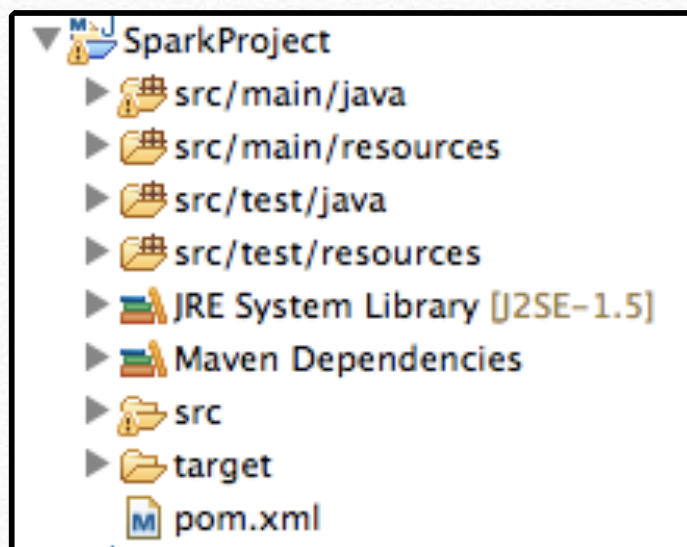 SparkProject
src/main/java
src/main/resources
src/test/java
src/test/resources
JRE System Library [J2SE-1.5]
Maven Dependencies
src
target
pom.xml